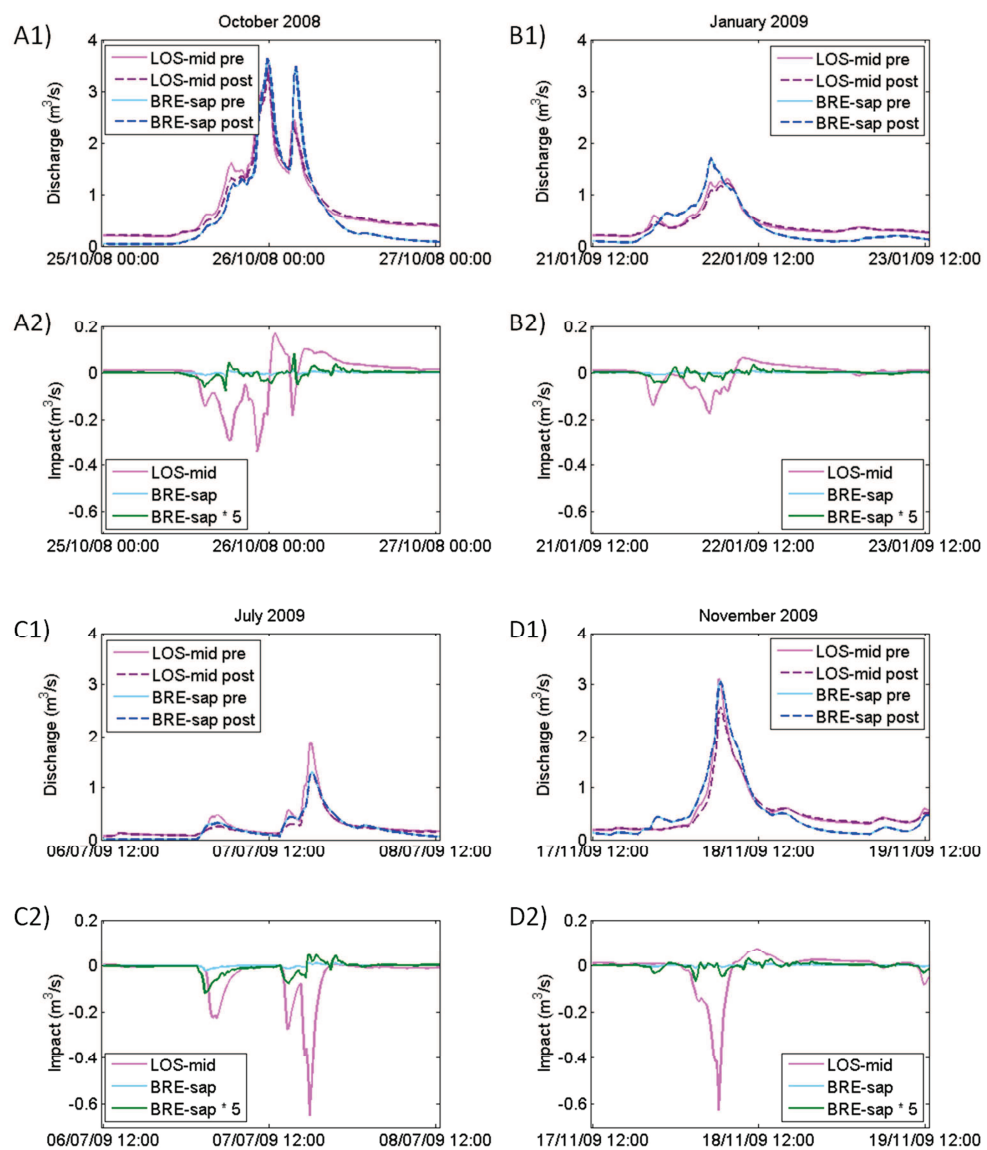 October 2008
A1)
4
3
2
1
0
Discharge (m³/s)
LOS-mid pre
LOS-mid post
BRE-sap pre
BRE-sap post
25/10/08 00:00
26/10/08 00:00
27/10/08 00:00
January 2009
B1)
4
3
2
1
0
Discharge (m³/s)
LOS-mid pre
LOS-mid post
BRE-sap pre
BRE-sap post
21/01/09 12:00
22/01/09 12:00
23/01/09 12:00
A2)
0.2
0
-0.2
-0.4
-0.6
Impact (m³/s)
LOS-mid
BRE-sap
BRE-sap * 5
25/10/08 00:00
26/10/08 00:00
27/10/08 00:00
B2)
0.2
0
-0.2
-0.4
-0.6
Impact (m³/s)
LOS-mid
BRE-sap
BRE-sap * 5
21/01/09 12:00
22/01/09 12:00
23/01/09 12:00
July 2009
C1)
4
3
2
1
0
Discharge (m³/s)
LOS-mid pre
LOS-mid post
BRE-sap pre
BRE-sap post
06/07/09 12:00
07/07/09 12:00
08/07/09 12:00
November 2009
D1)
4
3
2
1
0
Discharge (m³/s)
LOS-mid pre
LOS-mid post
BRE-sap pre
BRE-sap post
17/11/09 12:00
18/11/09 12:00
19/11/09 12:00
C2)
0.2
0
-0.2
-0.4
-0.6
Impact (m³/s)
LOS-mid
BRE-sap
BRE-sap * 5
06/07/09 12:00
07/07/09 12:00
08/07/09 12:00
D2)
0.2
0
-0.2
-0.4
-0.6
Impact (m³/s)
LOS-mid
BRE-sap
BRE-sap * 5
17/11/09 12:00
18/11/09 12:00
19/11/09 12:00